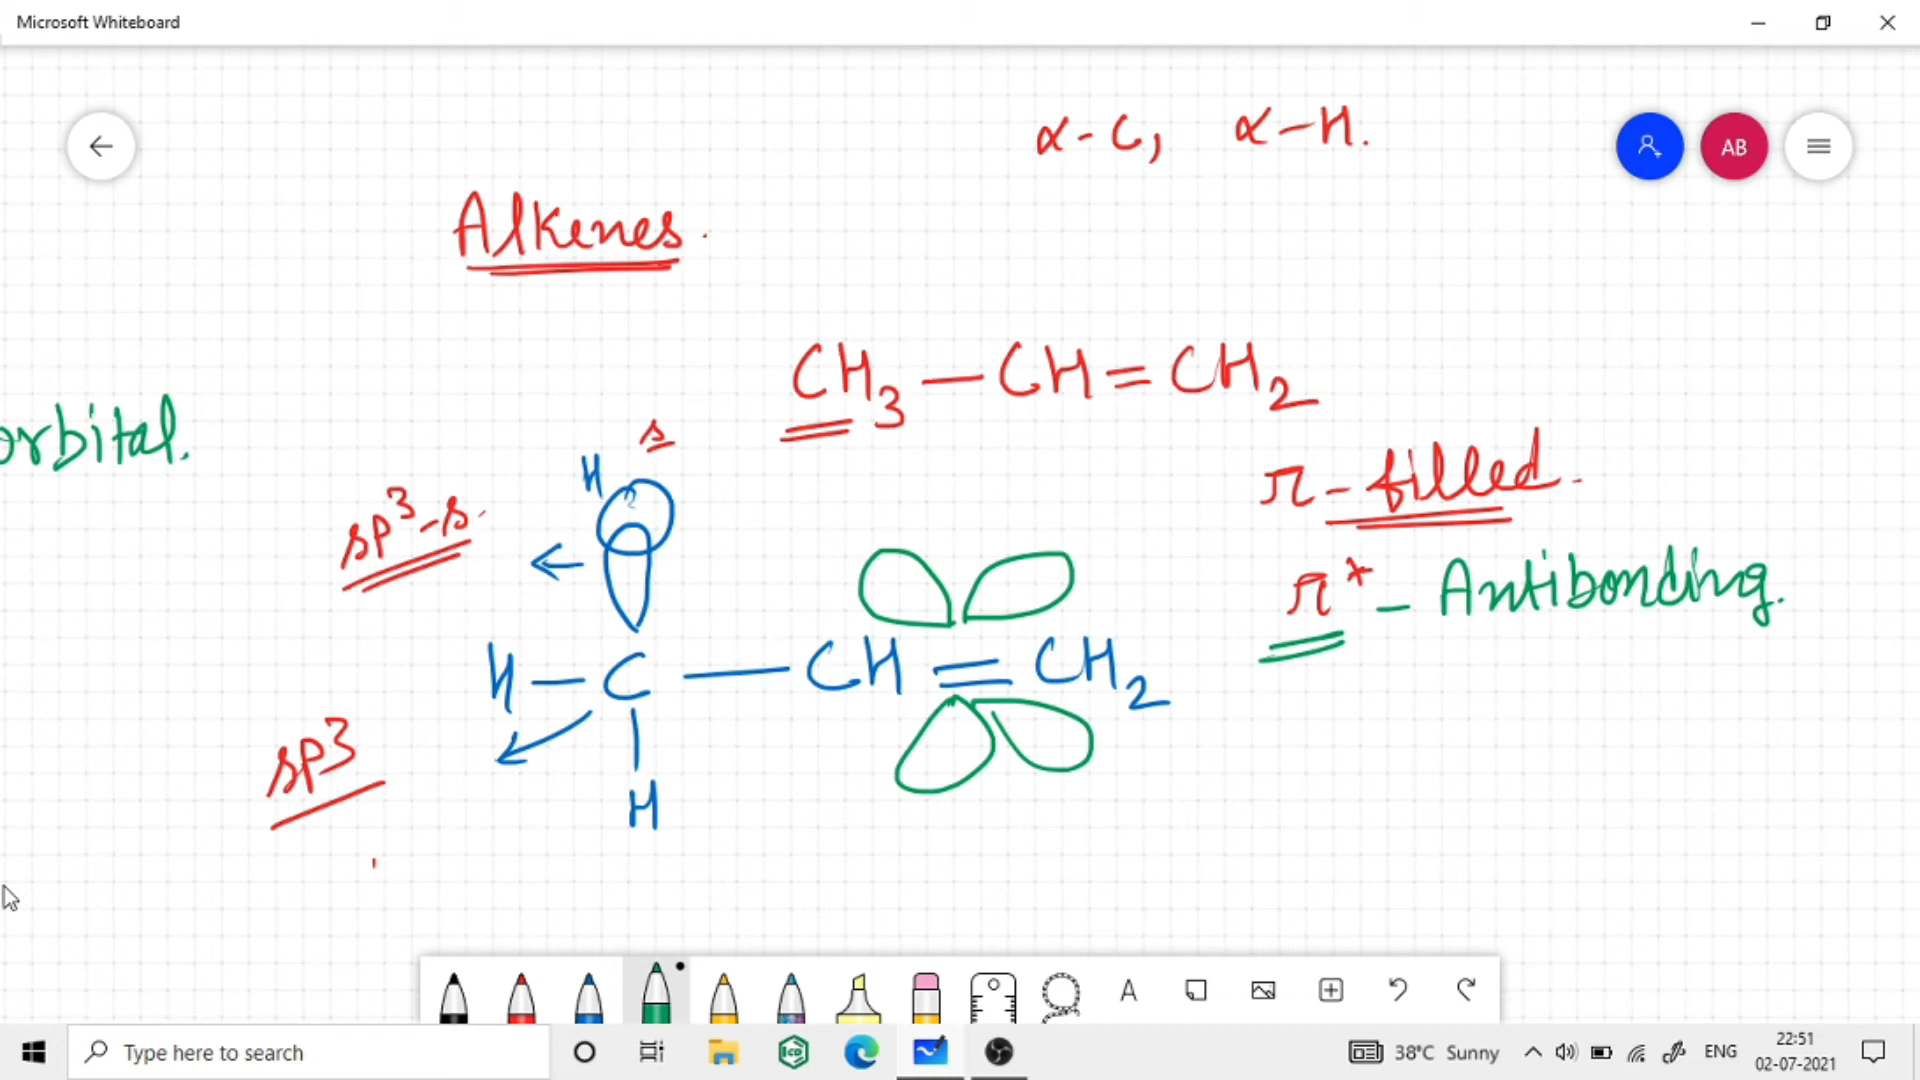 Microsoft Whiteboard
α-C, α-H.
AB
Alkenes.
CH₃ — CH = CH₂
orbital.
s
H
sp³-s.
π - filled.
π* - Antibonding.
H — C — CH = CH₂
sp³
H
A
Type here to search
38°C Sunny
ENG
22:51
02-07-2021